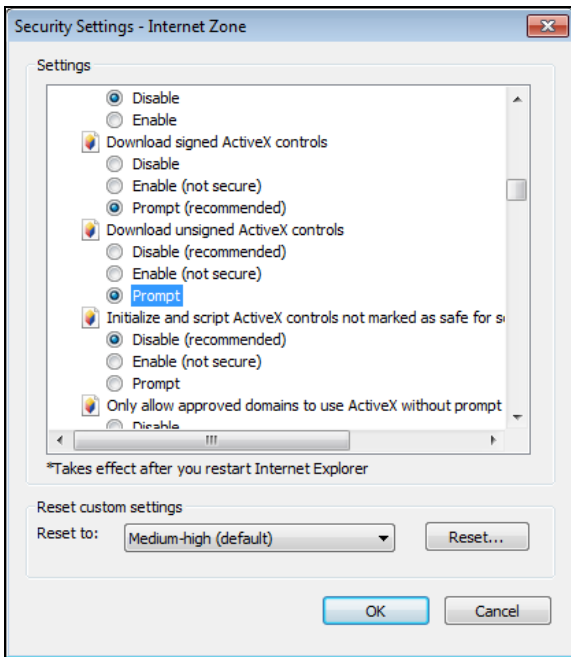 Security Settings - Internet Zone
Settings
Disable
Enable
Download signed ActiveX controls
Disable
Enable (not secure)
Prompt (recommended)
Download unsigned ActiveX controls
Disable (recommended)
Enable (not secure)
Prompt
Initialize and script ActiveX controls not marked as safe for
Disable (recommended)
Enable (not secure)
Prompt
Only allow approved domains to use ActiveX without prompt
Disable
*Takes effect after you restart Internet Explorer
Reset custom settings
Reset to:
Medium-high (default)
Reset...
OK
Cancel